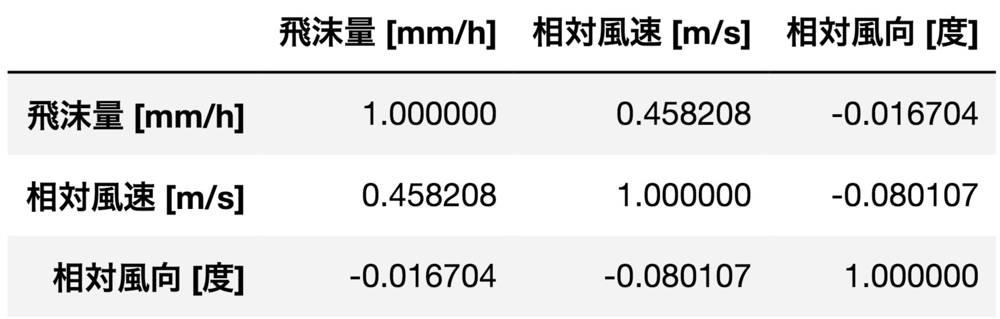 飛沫量 [mm/h] 相対風速 [m/s] 相対風向 [度]
飛沫量 [mm/h] 1.000000 0.458208 -0.016704
相対風速 [m/s] 0.458208 1.000000 -0.080107
相対風向 [度] -0.016704 -0.080107 1.000000